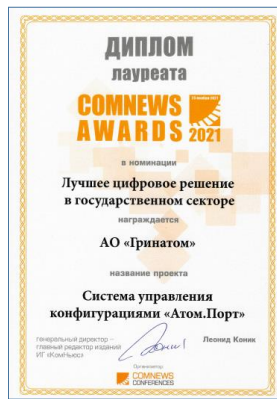 ДИПЛОМ
лауреата
COMNEWS
AWARDS 2021
в номинации
Лучшее цифровое решение
в государственном секторе
награждается
АО «Гринатом»
название проекта
Система управления
конфигурациями «Атом.Порт»
генеральный директор –
главный редактор изданий
ИГ «КомНьюс»
Леонид Коник
Организатор:
COMNEWS
CONFERENCES